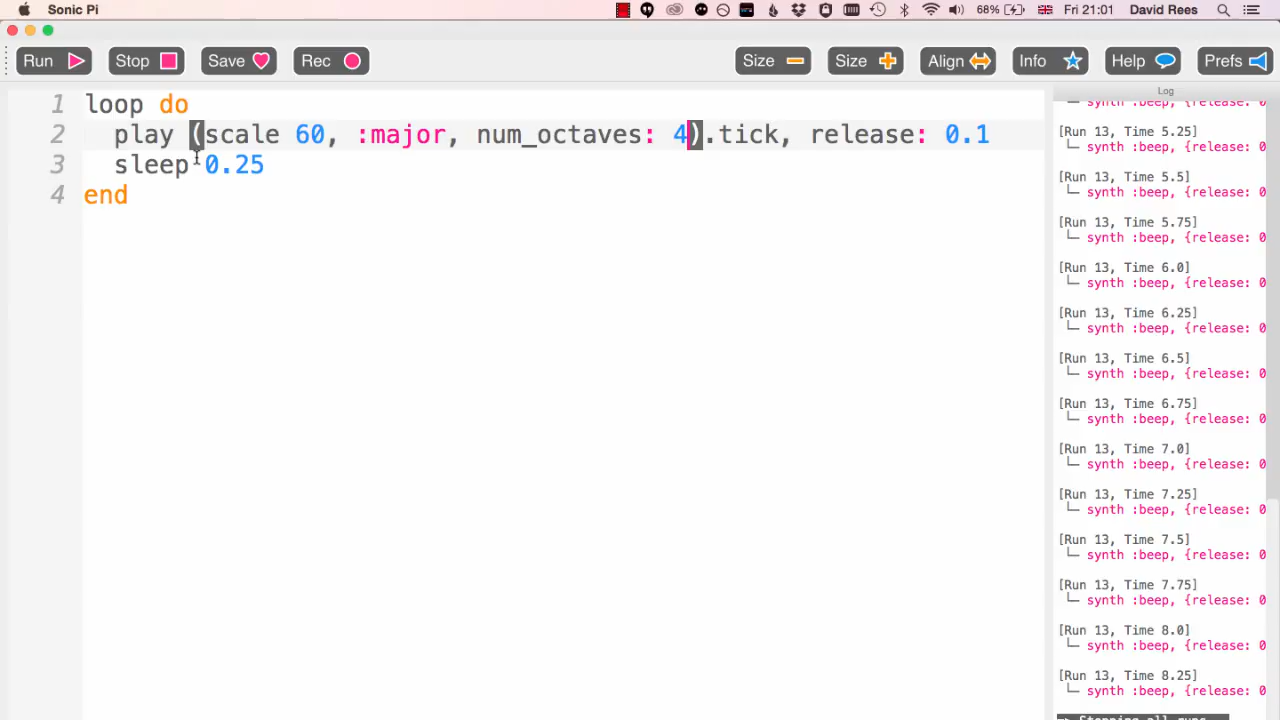 Sonic Pi 68% Fri 21:01 David Rees
Run Stop Save Rec Size Size Align Info Help Prefs
Log
1 loop do
2 play (scale 60, :major, num_octaves: 4).tick, release: 0.1
3 sleep 0.25
4 end
└─ synth :beep, {release: 0
[Run 13, Time 5.25]
└─ synth :beep, {release: 0
[Run 13, Time 5.5]
└─ synth :beep, {release: 0
[Run 13, Time 5.75]
└─ synth :beep, {release: 0
[Run 13, Time 6.0]
└─ synth :beep, {release: 0
[Run 13, Time 6.25]
└─ synth :beep, {release: 0
[Run 13, Time 6.5]
└─ synth :beep, {release: 0
[Run 13, Time 6.75]
└─ synth :beep, {release: 0
[Run 13, Time 7.0]
└─ synth :beep, {release: 0
[Run 13, Time 7.25]
└─ synth :beep, {release: 0
[Run 13, Time 7.5]
└─ synth :beep, {release: 0
[Run 13, Time 7.75]
└─ synth :beep, {release: 0
[Run 13, Time 8.0]
└─ synth :beep, {release: 0
[Run 13, Time 8.25]
└─ synth :beep, {release: 0
Stopping all runs